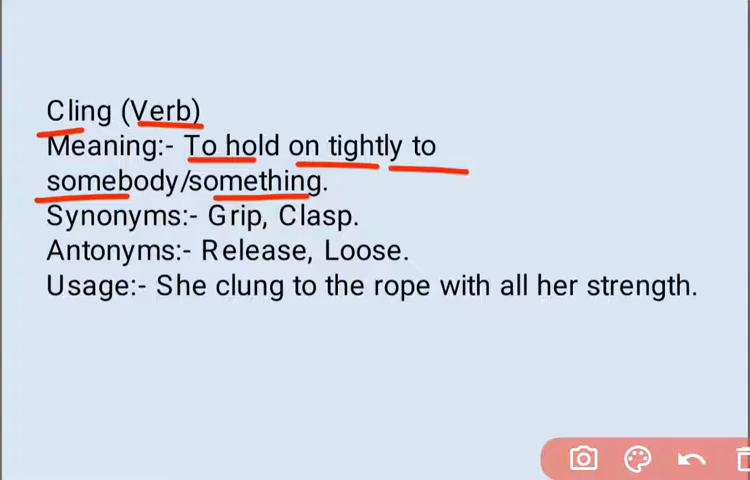 Cling (Verb)
Meaning:- To hold on tightly to
somebody/something.
Synonyms:- Grip, Clasp.
Antonyms:- Release, Loose.
Usage:- She clung to the rope with all her strength.